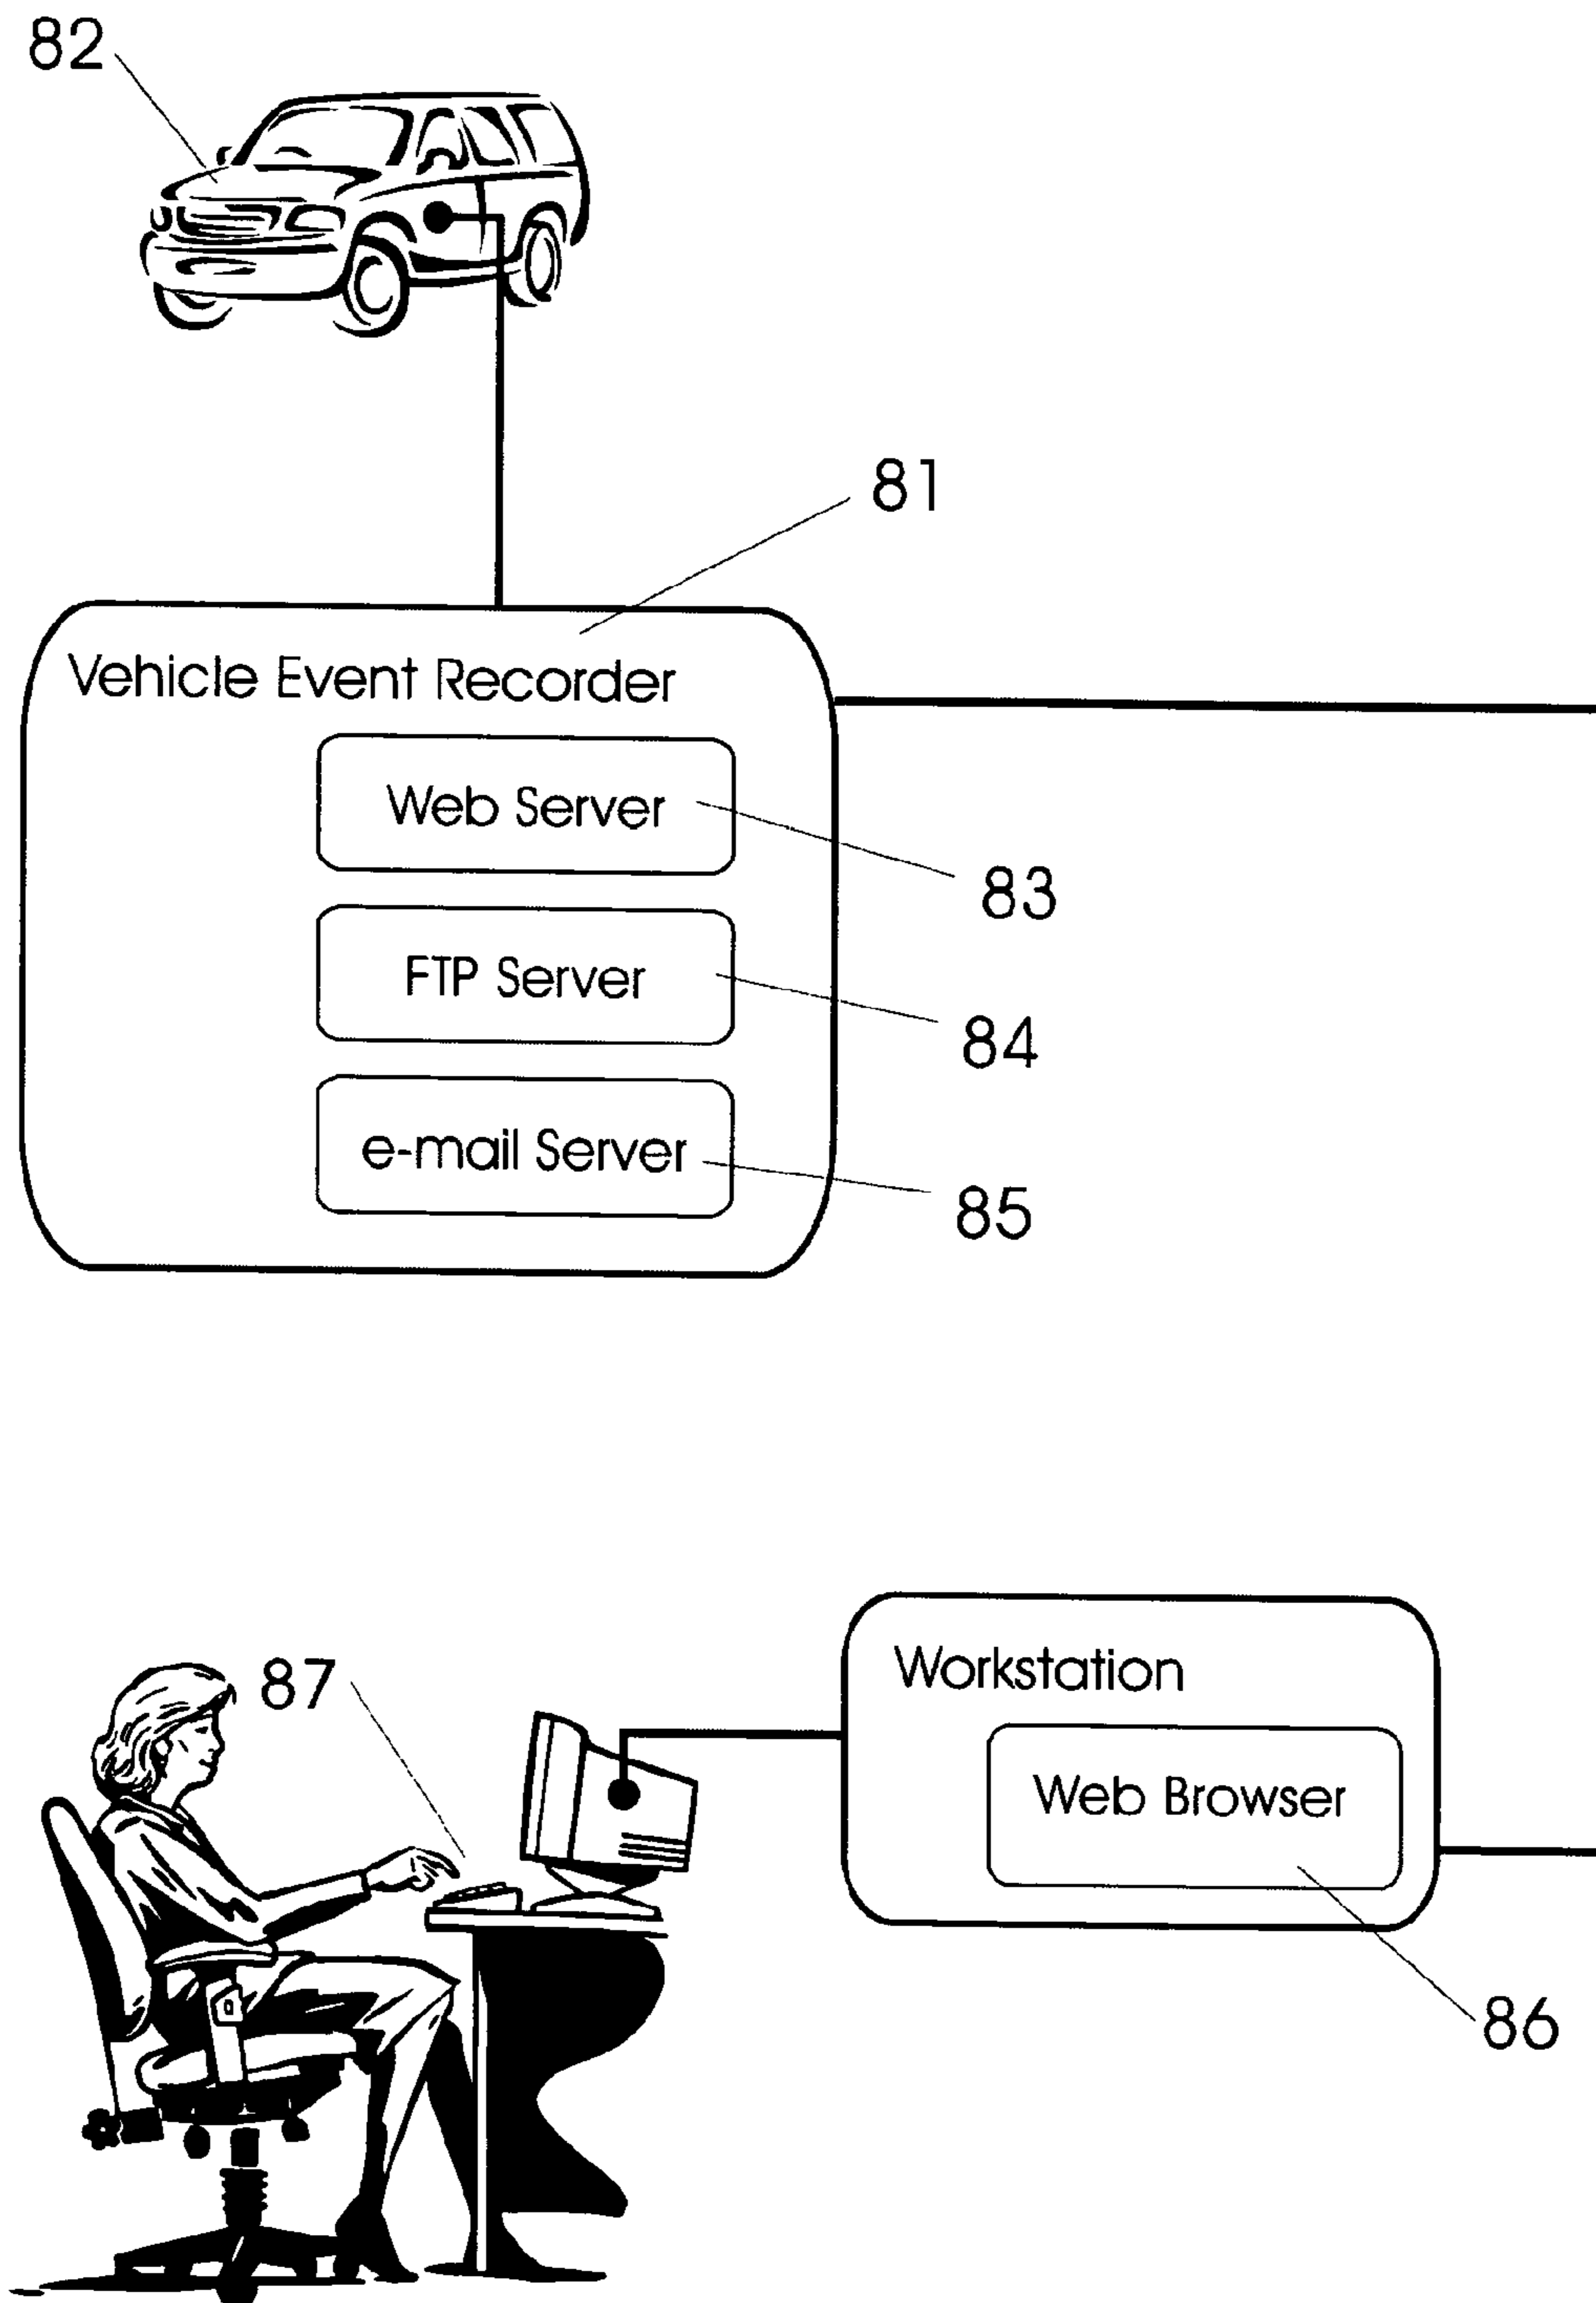 82
81
Vehicle Event Recorder
Web Server
83
FTP Server
84
e-mail Server
85
Workstation
87
Web Browser
86